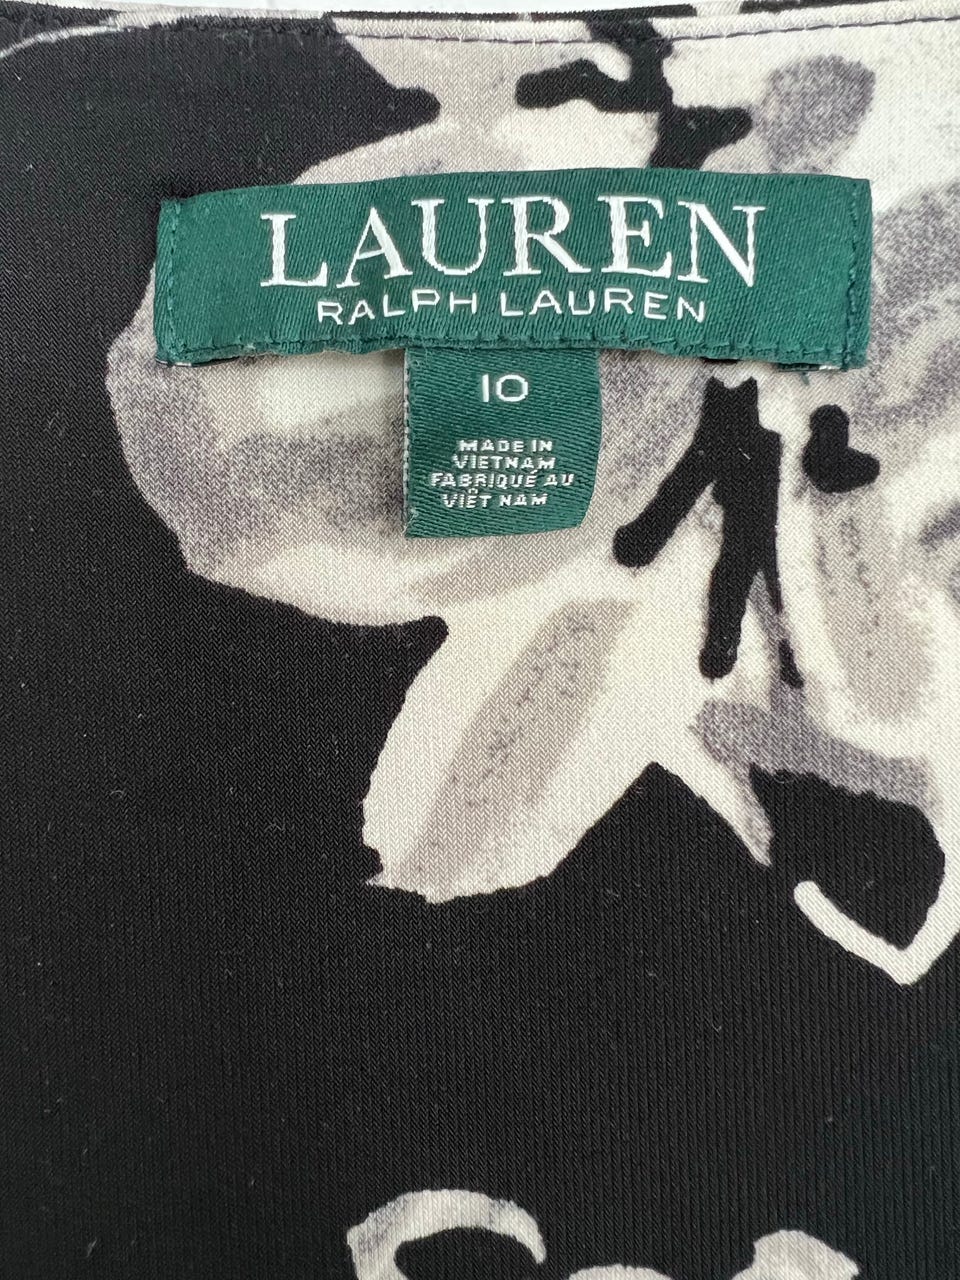 LAUREN
RALPH LAUREN
10
MADE IN
VIETNAM
FABRIQUÉ AU
VIÊT NAM